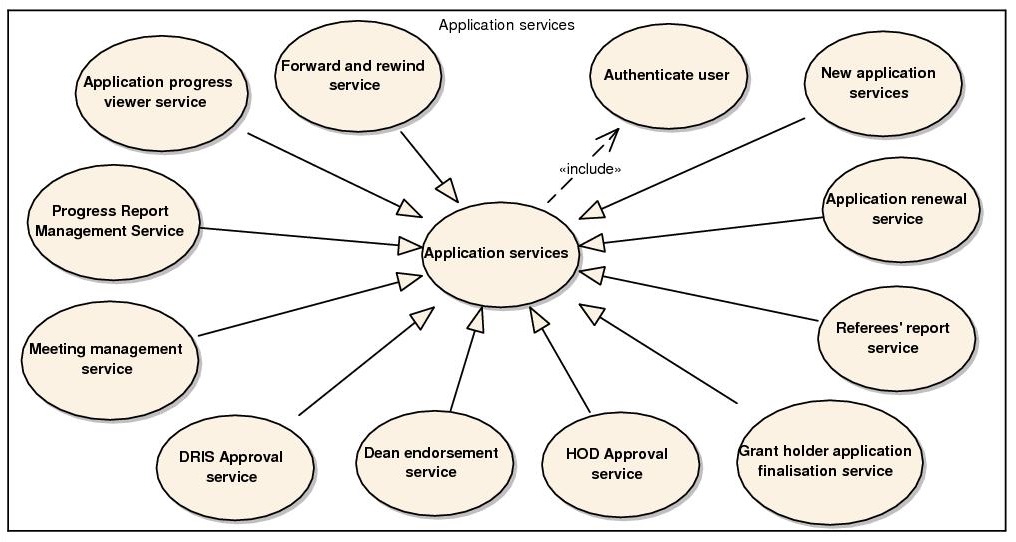 Application services
Application progress
viewer service
Forward and rewind
service
Authenticate user
New application
services
«include»
Progress Report
Management Service
Application services
Application renewal
service
Meeting management
service
Referees' report
service
DRIS Approval
service
Dean endorsement
service
HOD Approval
service
Grant holder application
finalisation service